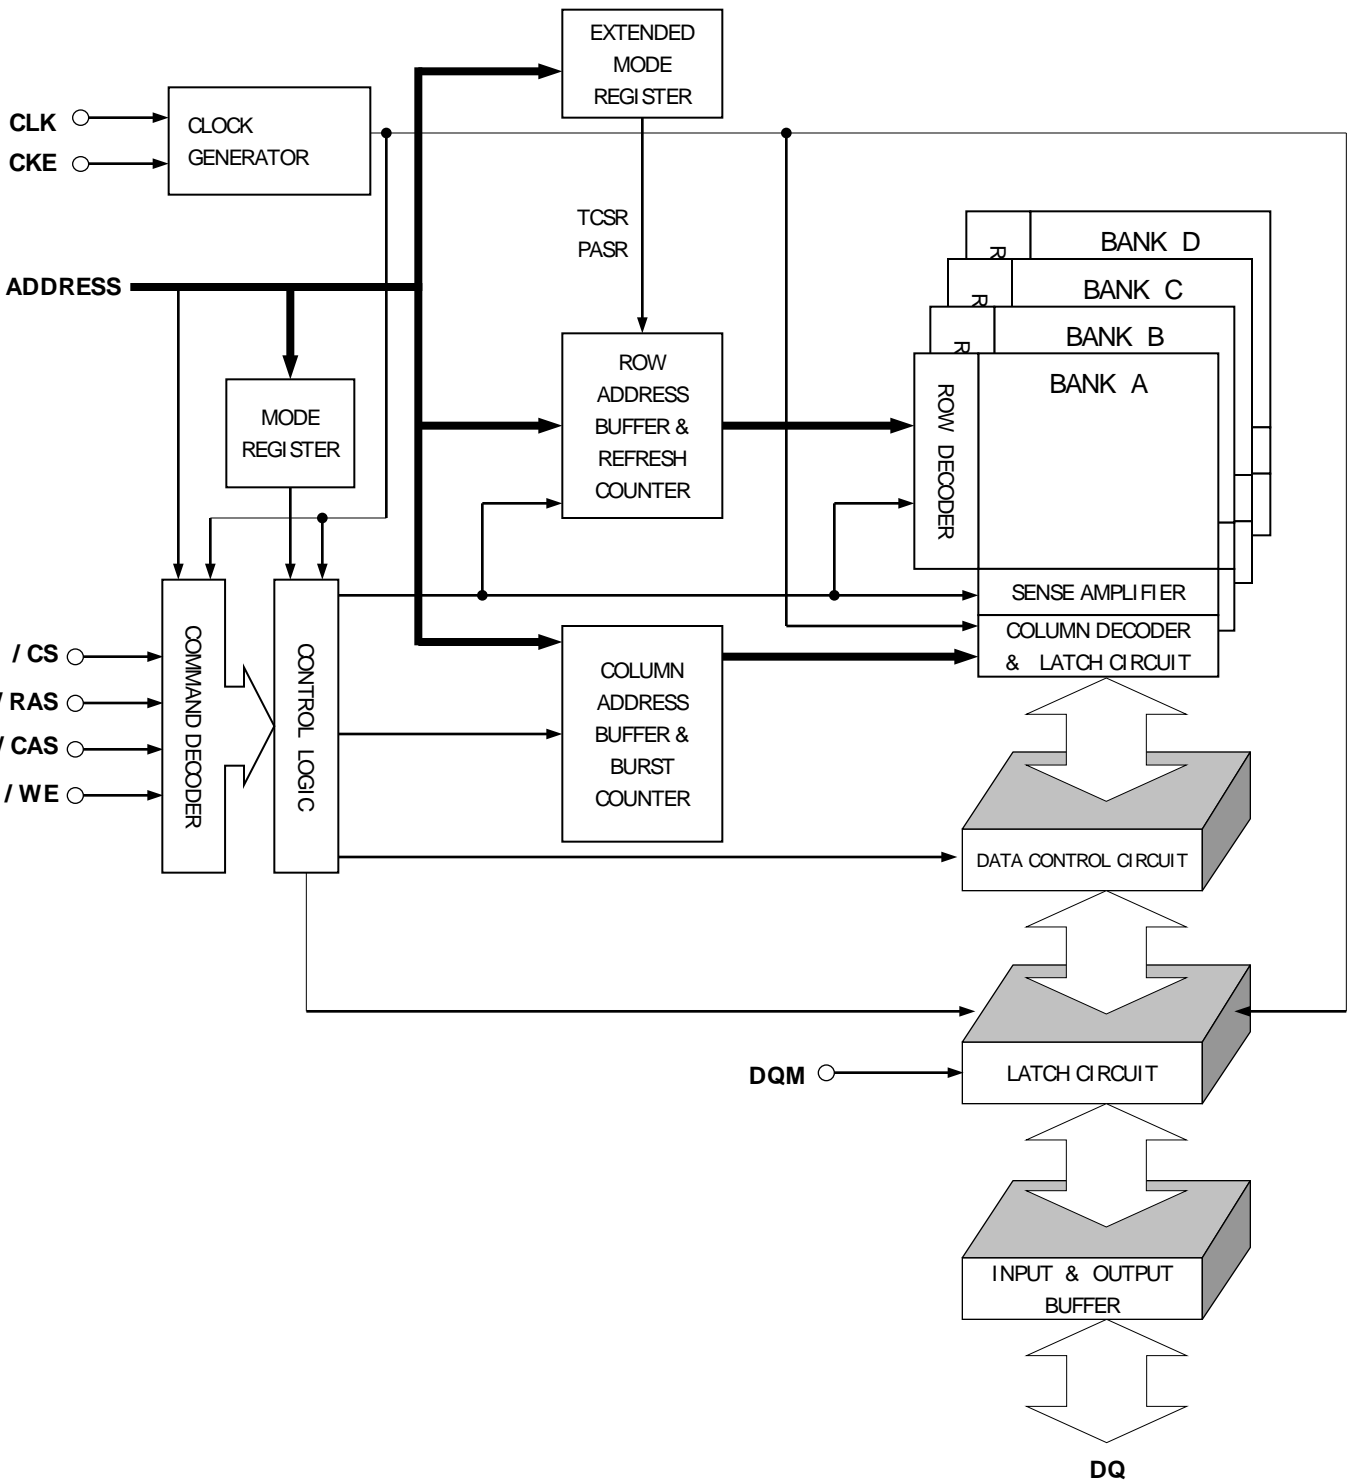 EXTENDED
MODE
REGISTER
CLK
CKE
CLOCK
GENERATOR
TCSR
PASR
ADDRESS
BANK D
R
BANK C
R
BANK B
R
BANK A
ROW DECODER
MODE
REGISTER
ROW
ADDRESS
BUFFER &
REFRESH
COUNTER
SENSE AMPLIFIER
COLUMN DECODER
& LATCH CIRCUIT
/ CS
/ RAS
/ CAS
/ WE
COMMAND DECODER
CONTROL LOGIC
COLUMN
ADDRESS
BUFFER &
BURST
COUNTER
DATA CONTROL CIRCUIT
DQM
LATCH CIRCUIT
INPUT & OUTPUT
BUFFER
DQ